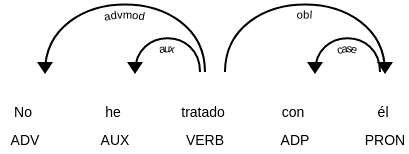 advmod obl
aux case
No he tratado con él
ADV AUX VERB ADP PRON